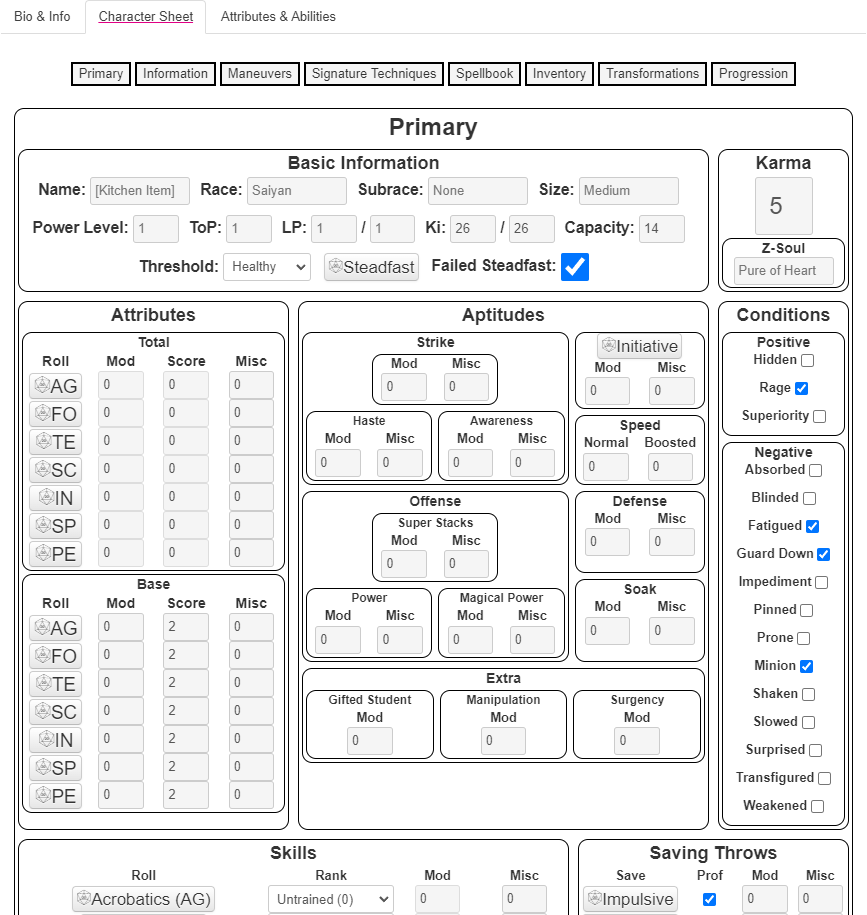 Bio & Info Character Sheet Attributes & Abilities
Primary Information Maneuvers Signature Techniques Spellbook Inventory Transformations Progression
Primary
Basic Information
Name: [Kitchen Item] Race: Saiyan Subrace: None Size: Medium
Power Level: 1 ToP: 1 LP: 1 / 1 Ki: 26 / 26 Capacity: 14
Threshold: Healthy Steadfast Failed Steadfast:
Karma
5
Z-Soul
Pure of Heart
Attributes
Total
Roll Mod Score Misc
AG 0 0 0
FO 0 0 0
TE 0 0 0
SC 0 0 0
IN 0 0 0
SP 0 0 0
PE 0 0 0
Base
Roll Mod Score Misc
AG 0 2 0
FO 0 2 0
TE 0 2 0
SC 0 2 0
IN 0 2 0
SP 0 2 0
PE 0 2 0
Aptitudes
Strike
Mod Misc
0 0
Haste
Mod Misc
0 0
Awareness
Mod Misc
0 0
Initiative
Mod Misc
0 0
Speed
Normal Boosted
0 0
Offense
Super Stacks
Mod Misc
0 0
Power
Mod Misc
0 0
Magical Power
Mod Misc
0 0
Defense
Mod Misc
0 0
Soak
Mod Misc
0 0
Extra
Gifted Student
Mod
0
Manipulation
Mod
0
Surgency
Mod
0
Conditions
Positive
Hidden
Rage
Superiority
Negative
Absorbed
Blinded
Fatigued
Guard Down
Impediment
Pinned
Prone
Minion
Shaken
Slowed
Surprised
Transfigured
Weakened
Skills
Roll Rank Mod Misc
Acrobatics (AG) Untrained (0) 0 0
Saving Throws
Save Prof Mod Misc
Impulsive 0 0